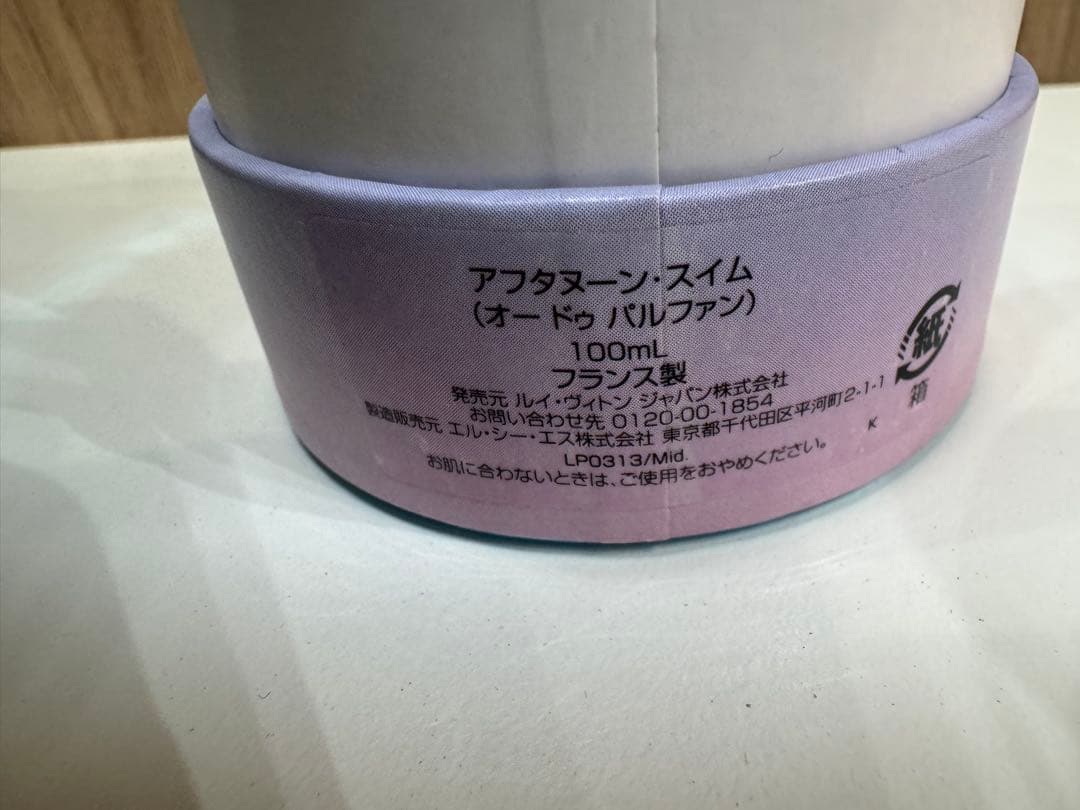 アフタヌーン・スイム
（オー ドゥ パルファン）
100mL
フランス製
発売元 ルイ・ヴィトン ジャパン株式会社
お問い合わせ先 0120-00-1854
製造販売元 エル・シー・エス株式会社 東京都千代田区平河町2-1-1
LP0313/Mid.
K
お肌に合わないときは、ご使用をおやめください。
紙
箱